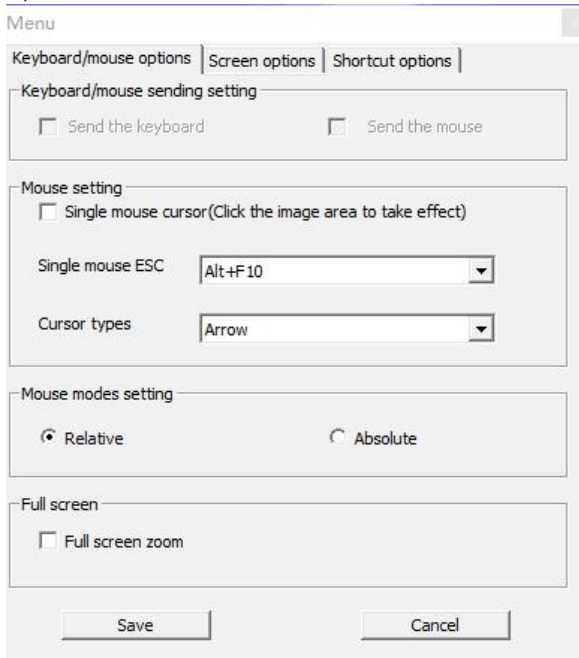 Menu
Keyboard/mouse options Screen options Shortcut options
Keyboard/mouse sending setting
Send the keyboard Send the mouse
Mouse setting
Single mouse cursor(Click the image area to take effect)
Single mouse ESC Alt+F10
Cursor types Arrow
Mouse modes setting
Relative Absolute
Full screen
Full screen zoom
Save Cancel